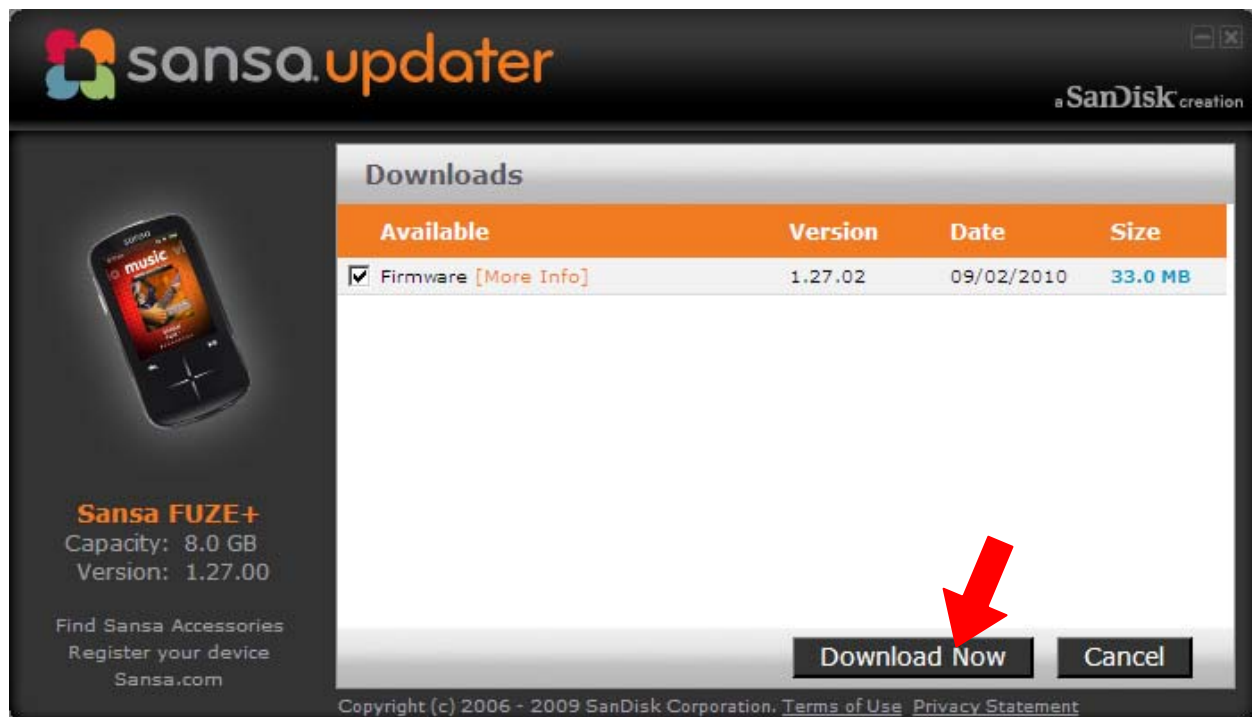 sansa.updater
a SanDisk creation
Downloads
Available Version Date Size
Firmware [More Info] 1.27.02 09/02/2010 33.0 MB
sansa
music
Sansa FUZE+
Capacity: 8.0 GB
Version: 1.27.00
Find Sansa Accessories
Register your device
Sansa.com
Download Now Cancel
Copyright (c) 2006 - 2009 SanDisk Corporation. Terms of Use Privacy Statement